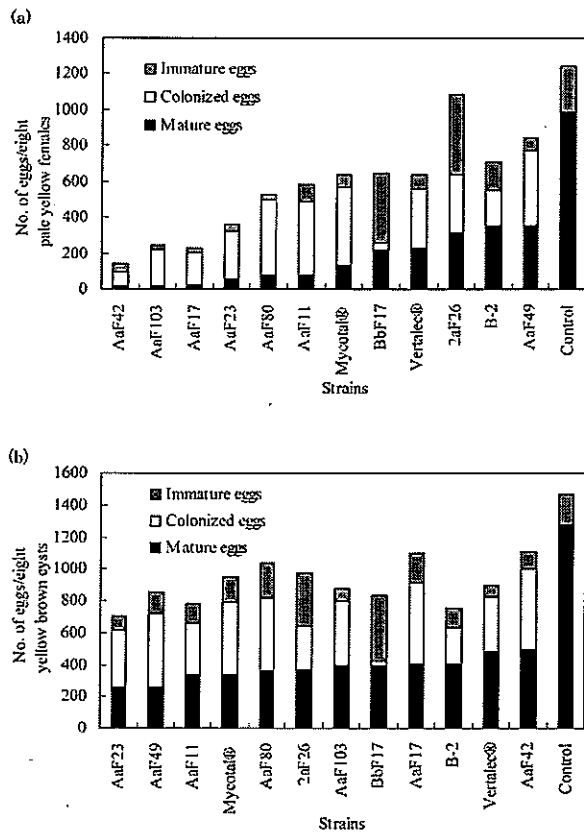 (a)
1400
1200
1000
800
600
400
200
0
No. of eggs/eight
pale yellow females
Immature eggs
Colonized eggs
Mature eggs
AaF42
AaF103
AaF17
AaF23
AaF80
AaF11
Mycotal®
BbF17
Vertalec®
2aF26
B-2
AaF49
Control
Strains
(b)
1600
1400
1200
1000
800
600
400
200
0
No. of eggs/eight
yellow brown cysts
Immature eggs
Colonized eggs
Mature eggs
AaF23
AaF49
AaF11
Mycotal®
AaF80
2aF26
AaF103
BbF17
AaF17
B-2
Vertalec®
AaF42
Control
Strains